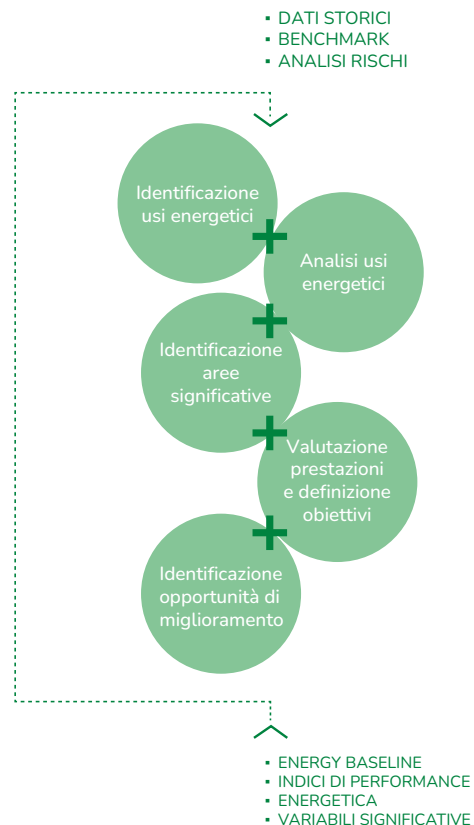 ▪ DATI STORICI
▪ BENCHMARK
▪ ANALISI RISCHI
Identificazione
usi energetici
Analisi usi
energetici
Identificazione
aree
significative
Valutazione
prestazioni
e definizione
obiettivi
Identificazione
opportunità di
miglioramento
▪ ENERGY BASELINE
▪ INDICI DI PERFORMANCE
▪ ENERGETICA
▪ VARIABILI SIGNIFICATIVE